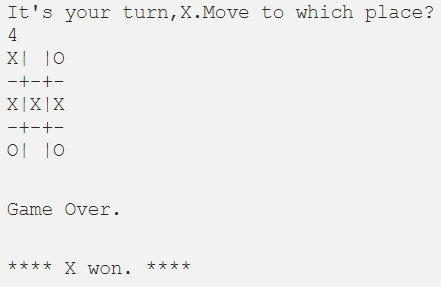 It's your turn,X.Move to which place?
4
X| |O
-+-+-
X|X|X
-+-+-
O| |O
Game Over.
**** X won. ****